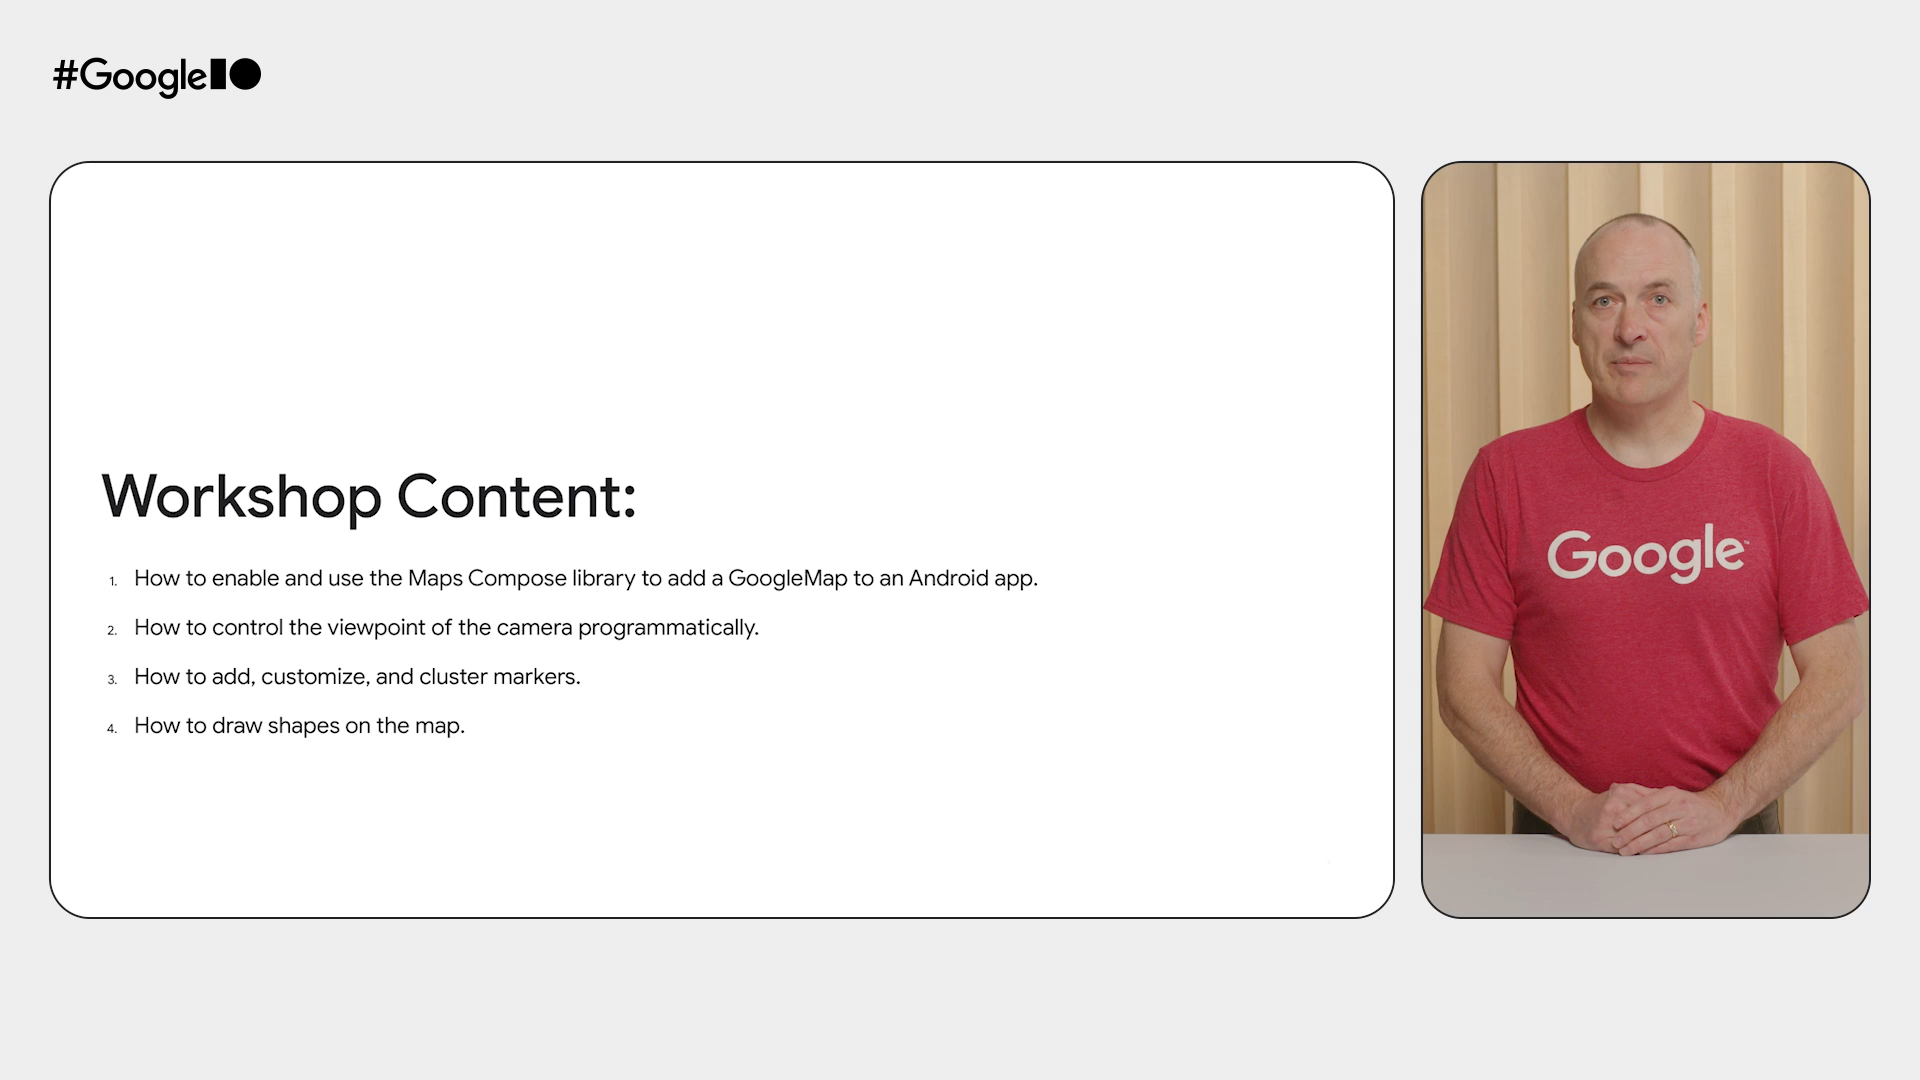 #GoogleIO
Workshop Content:
1. How to enable and use the Maps Compose library to add a GoogleMap to an Android app.
2. How to control the viewpoint of the camera programmatically.
3. How to add, customize, and cluster markers.
4. How to draw shapes on the map.
Google™